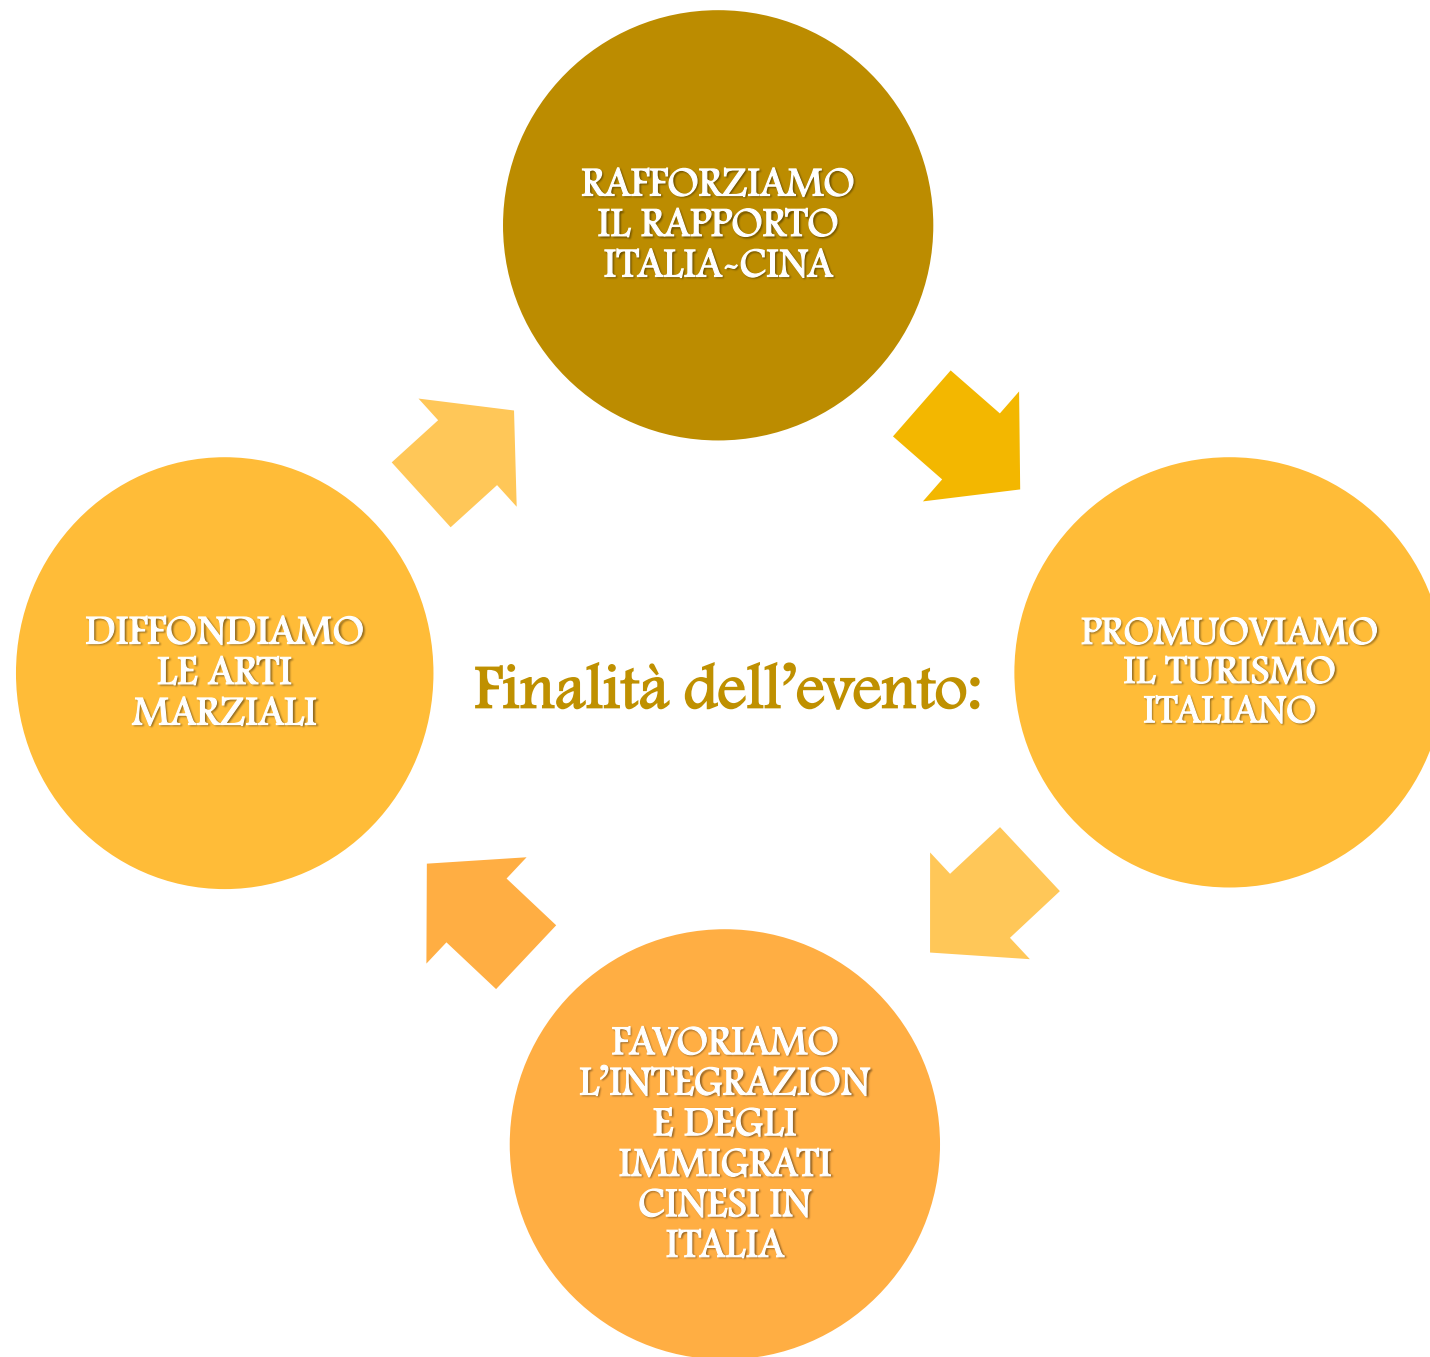 RAFFORZIAMO
IL RAPPORTO
ITALIA~CINA
DIFFONDIAMO
LE ARTI
MARZIALI
Finalità dell’evento:
PROMUOVIAMO
IL TURISMO
ITALIANO
FAVORIAMO
L’INTEGRAZION
E DEGLI
IMMIGRATI
CINESI IN
ITALIA